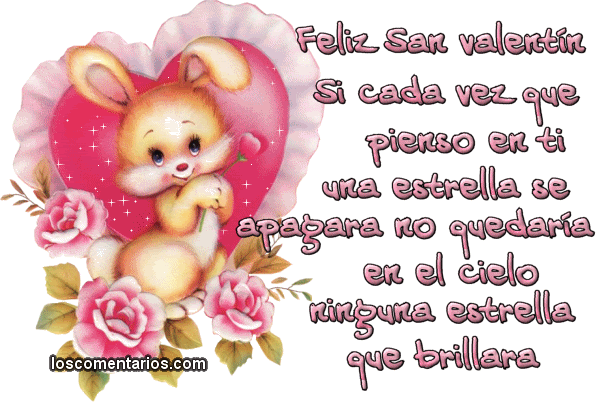 Feliz San valentín
Si cada vez que
pienso en ti
una estrella se
apagara no quedaría
en el cielo
ninguna estrella
que brillara
loscomentarios.com